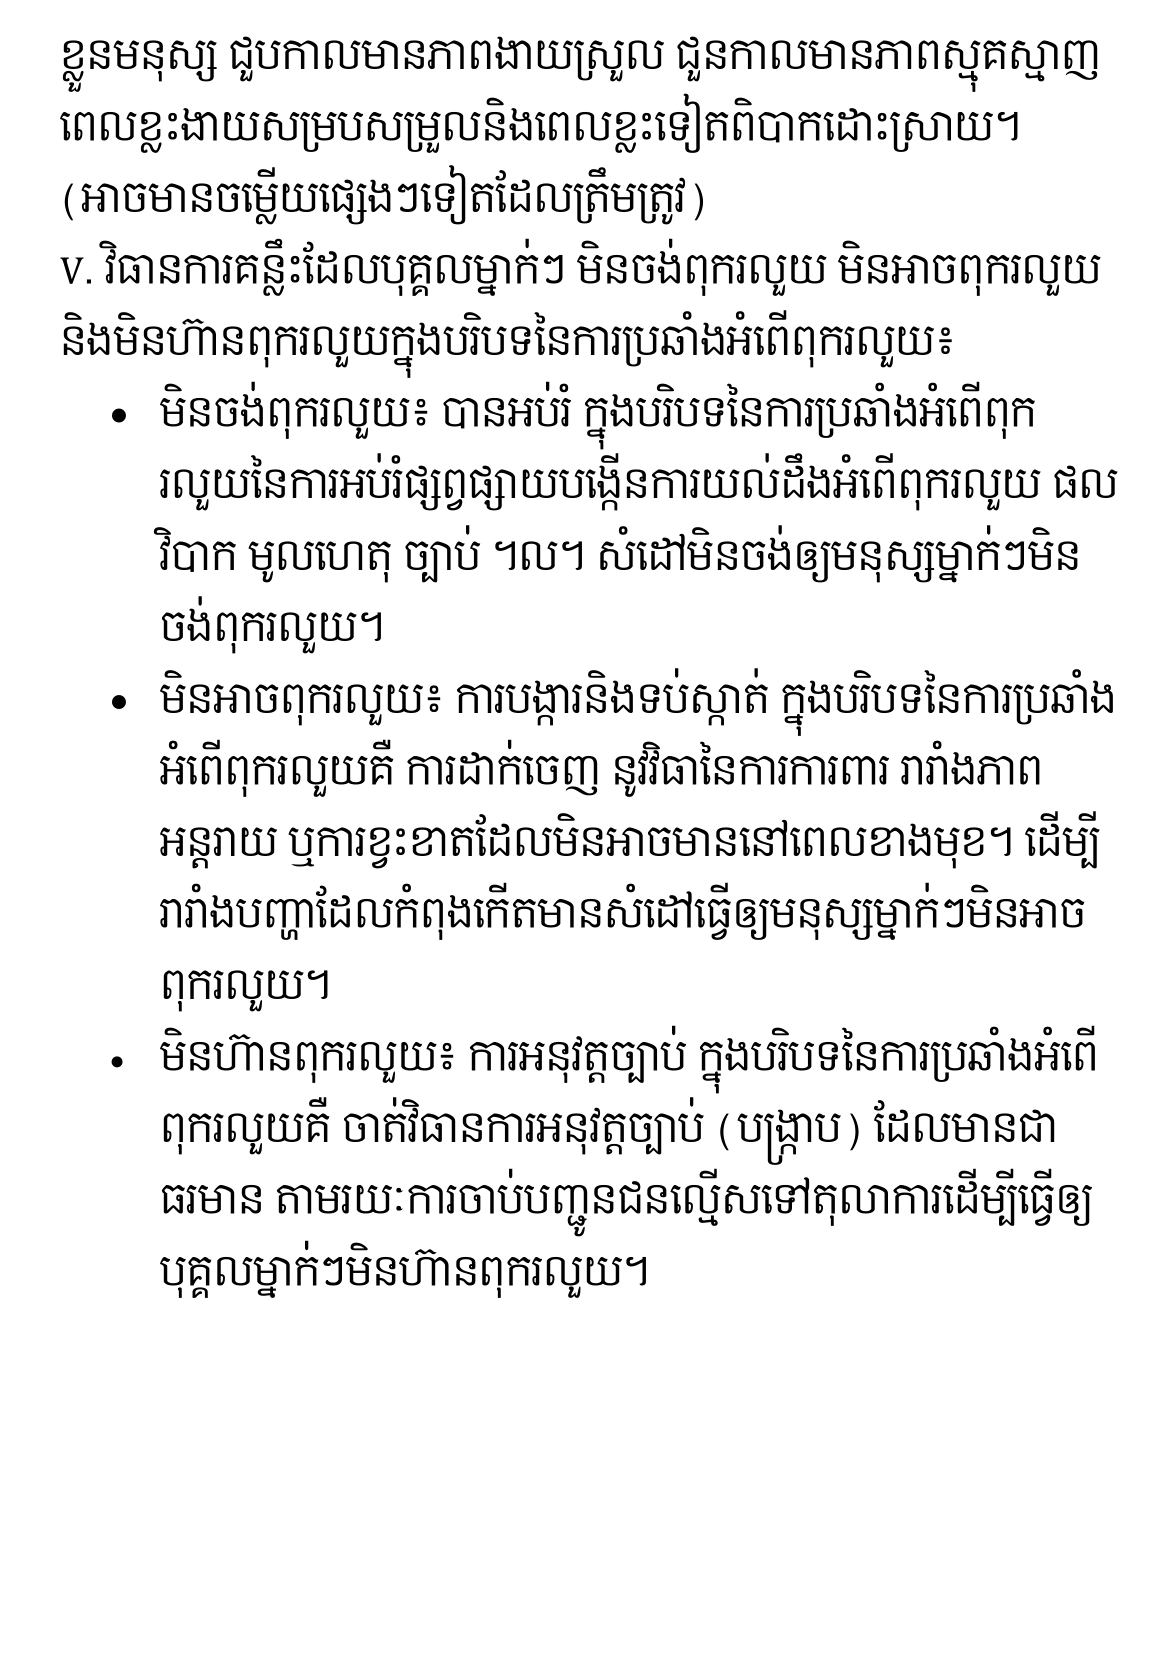 ខ្លួនមនុស្ស ជួបកាលមានភាពងាយស្រួល ជួនកាលមានភាពស្មុគស្មាញ
ពេលខ្លះងាយសម្របសម្រួលនិងពេលខ្លះទៀតពិបាកដោះស្រាយ។
(អាចមានចម្លើយផ្សេងៗទៀតដែលត្រឹមត្រូវ)
V. វិធានការគន្លឹះដែលបុគ្គលម្នាក់ៗ មិនចង់ពុករលួយ មិនអាចពុករលួយ
និងមិនហ៊ានពុករលួយក្នុងបរិបទនៃការប្រឆាំងអំពើពុករលួយ៖
• មិនចង់ពុករលួយ៖ បានអប់រំ ក្នុងបរិបទនៃការប្រឆាំងអំពើពុក
រលួយនៃការអប់រំផ្សព្វផ្សាយបង្កើនការយល់ដឹងអំពើពុករលួយ ផល
វិបាក មូលហេតុ ច្បាប់ ។ល។ សំដៅមិនចង់ឲ្យមនុស្សម្នាក់ៗមិន
ចង់ពុករលួយ។
• មិនអាចពុករលួយ៖ ការបង្ការនិងទប់ស្កាត់ ក្នុងបរិបទនៃការប្រឆាំង
អំពើពុករលួយគឺ ការដាក់ចេញ នូវវិធានៃការការពារ រារាំងភាព
អន្តរាយ ឬការខ្វះខាតដែលមិនអាចមាននៅពេលខាងមុខ។ ដើម្បី
រារាំងបញ្ហាដែលកំពុងកើតមានសំដៅធ្វើឲ្យមនុស្សម្នាក់ៗមិនអាច
ពុករលួយ។
• មិនហ៊ានពុករលួយ៖ ការអនុវត្តច្បាប់ ក្នុងបរិបទនៃការប្រឆាំងអំពើ
ពុករលួយគឺ ចាត់វិធានការអនុវត្តច្បាប់ (បង្ក្រាប) ដែលមានជា
ធរមាន តាមរយៈការចាប់បញ្ជូនជនល្មើសទៅតុលាការដើម្បីធ្វើឲ្យ
បុគ្គលម្នាក់ៗមិនហ៊ានពុករលួយ។